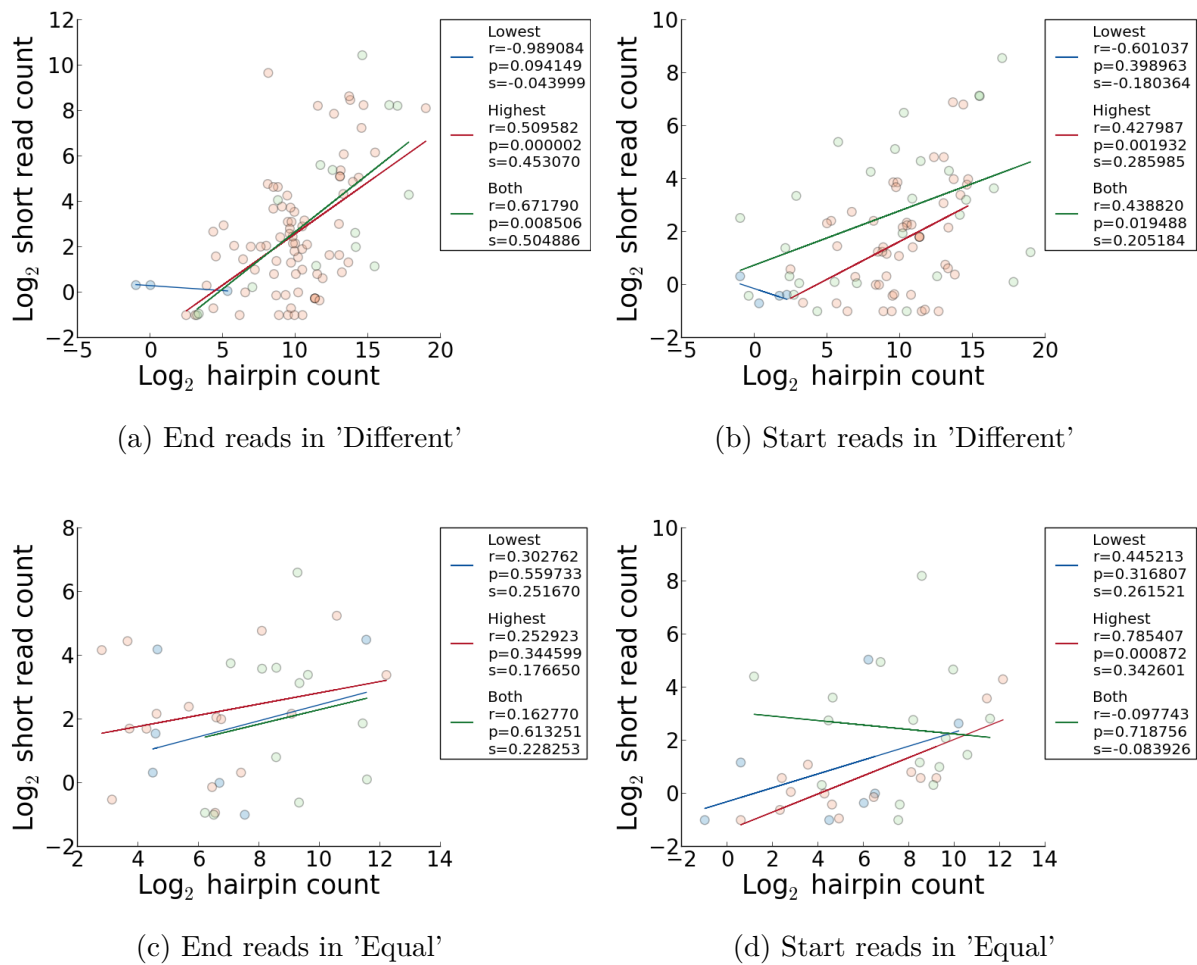 12
10
8
6
4
2
0
−2
−5 0 5 10 15 20
Log2 short read count
Log2 hairpin count
Lowest
r=-0.989084
p=0.094149
s=-0.043999
Highest
r=0.509582
p=0.000002
s=0.453070
Both
r=0.671790
p=0.008506
s=0.504886
(a) End reads in 'Different'
10
8
6
4
2
0
−2
−5 0 5 10 15 20
Log2 short read count
Log2 hairpin count
Lowest
r=-0.601037
p=0.398963
s=-0.180364
Highest
r=0.427987
p=0.001932
s=0.285985
Both
r=0.438820
p=0.019488
s=0.205184
(b) Start reads in 'Different'
8
6
4
2
0
−2
2 4 6 8 10 12 14
Log2 short read count
Log2 hairpin count
Lowest
r=0.302762
p=0.559733
s=0.251670
Highest
r=0.252923
p=0.344599
s=0.176650
Both
r=0.162770
p=0.613251
s=0.228253
(c) End reads in 'Equal'
10
8
6
4
2
0
−2
−2 0 2 4 6 8 10 12 14
Log2 short read count
Log2 hairpin count
Lowest
r=0.445213
p=0.316807
s=0.261521
Highest
r=0.785407
p=0.000872
s=0.342601
Both
r=-0.097743
p=0.718756
s=-0.083926
(d) Start reads in 'Equal'